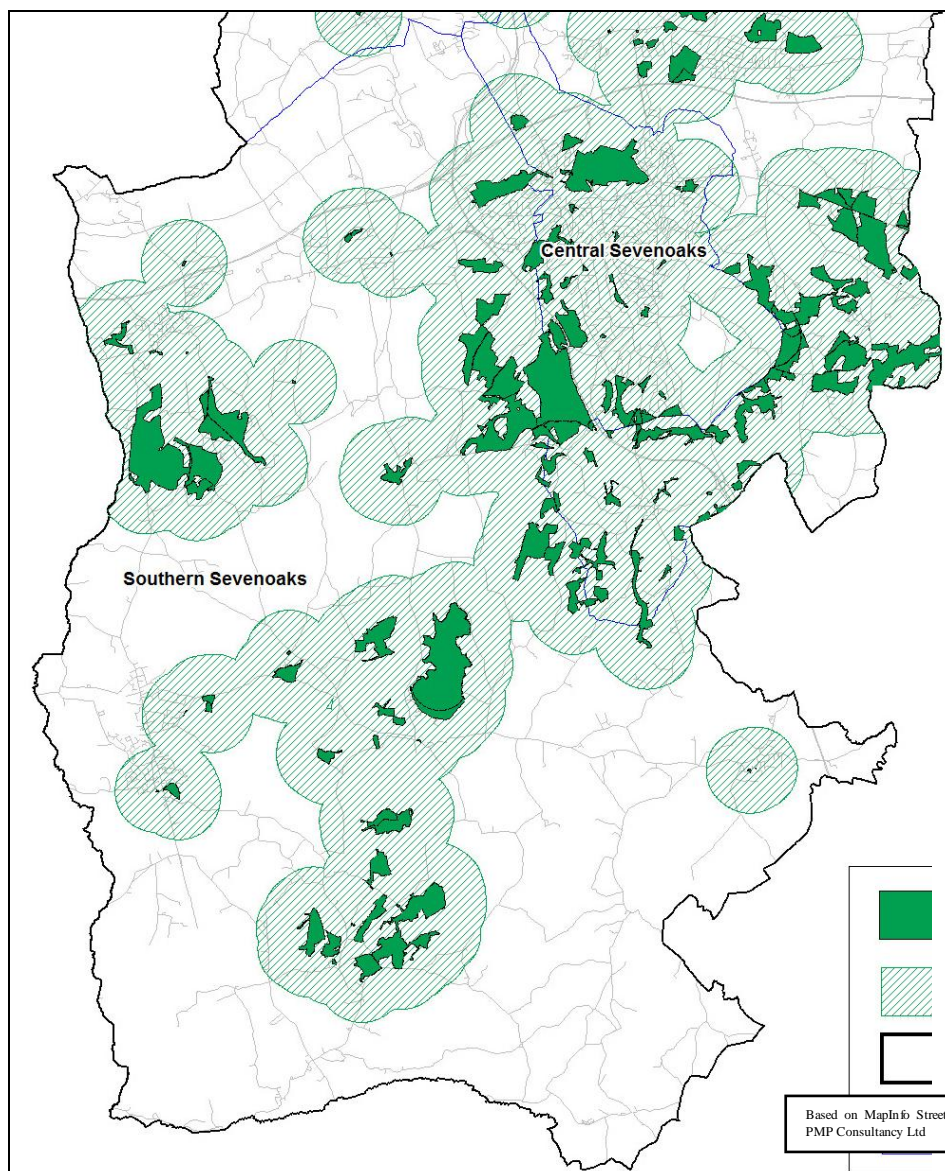 Central Sevenoaks
Southern Sevenoaks
Based on MapInfo Street
PMP Consultancy Ltd